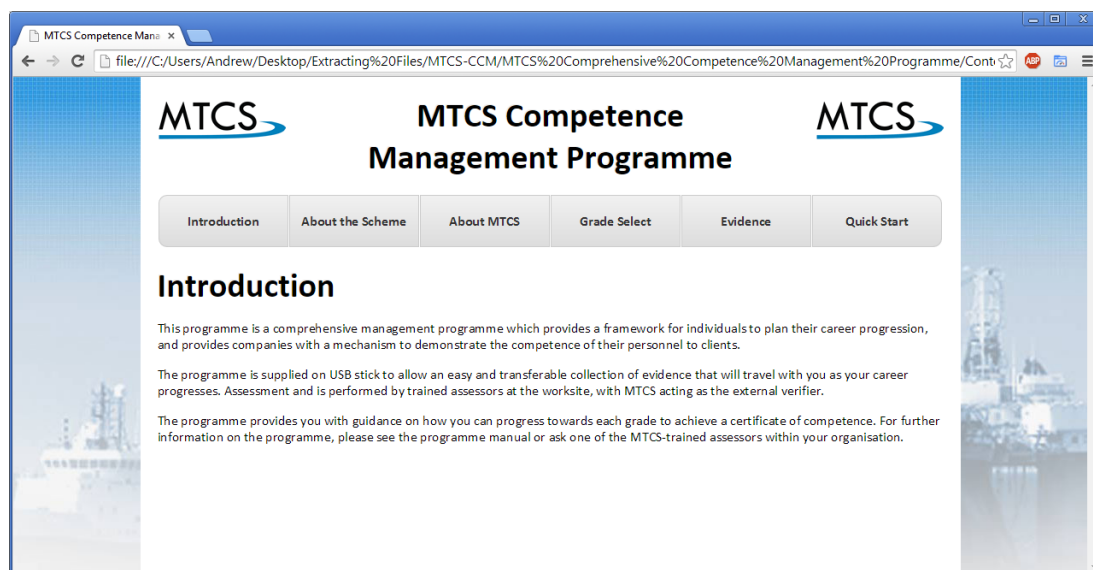 MTCS Competence Mana
file:///C:/Users/Andrew/Desktop/Extracting%20Files/MTCS-CCM/MTCS%20Comprehensive%20Competence%20Management%20Programme/Cont
ABP
MTCS
MTCS Competence
Management Programme
MTCS
Introduction
About the Scheme
About MTCS
Grade Select
Evidence
Quick Start
Introduction
This programme is a comprehensive management programme which provides a framework for individuals to plan their career progression,
and provides companies with a mechanism to demonstrate the competence of their personnel to clients.
The programme is supplied on USB stick to allow an easy and transferable collection of evidence that will travel with you as your career
progresses. Assessment and is performed by trained assessors at the worksite, with MTCS acting as the external verifier.
The programme provides you with guidance on how you can progress towards each grade to achieve a certificate of competence. For further
information on the programme, please see the programme manual or ask one of the MTCS-trained assessors within your organisation.